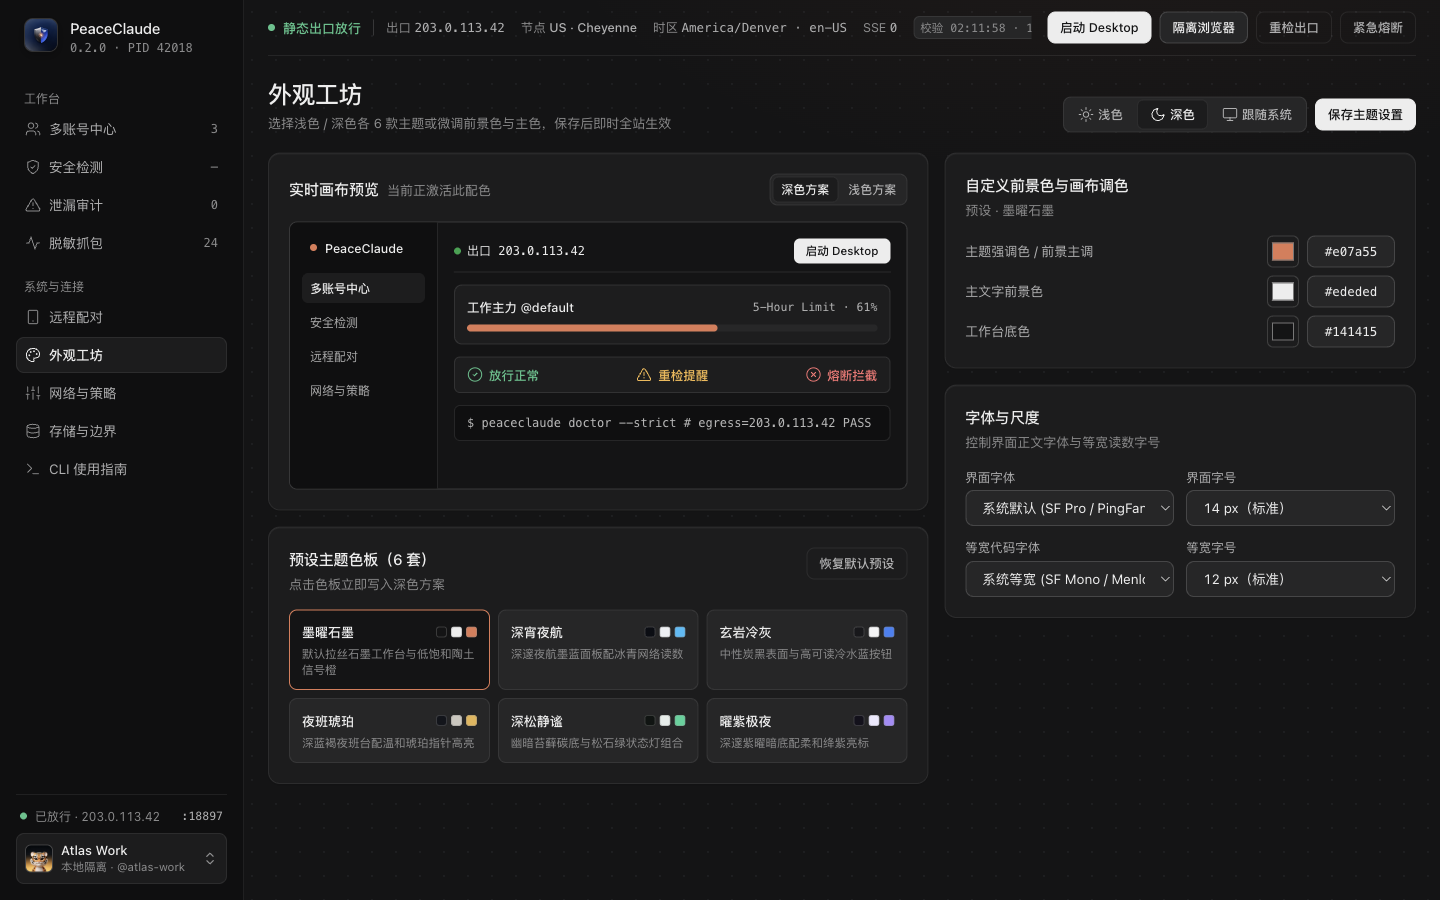 PeaceClaude
0.2.0 · PID 42018
工作台
多账号中心 3
安全检测 —
泄漏审计 0
脱敏抓包 24
系统与连接
远程配对
外观工坊
网络与策略
存储与边界
CLI 使用指南
已放行 · 203.0.113.42 :18897
Atlas Work
本地隔离 · @atlas-work
静态出口放行 出口 203.0.113.42 节点 US · Cheyenne 时区 America/Denver · en-US SSE 0 校验 02:11:58 · 1 启动 Desktop 隔离浏览器 重检出口 紧急熔断
外观工坊
选择浅色 / 深色各 6 款主题或微调前景色与主色，保存后即时全站生效
浅色 深色 跟随系统 保存主题设置
实时画布预览 当前正激活此配色 深色方案 浅色方案
PeaceClaude
多账号中心
安全检测
远程配对
网络与策略
出口 203.0.113.42 启动 Desktop
工作主力 @default 5-Hour Limit · 61%
放行正常 重检提醒 熔断拦截
$ peaceclaude doctor --strict # egress=203.0.113.42 PASS
预设主题色板（6 套） 恢复默认预设
点击色板立即写入深色方案
墨曜石墨
默认拉丝石墨工作台与低饱和陶土
信号橙
深宵夜航
深邃夜航墨蓝面板配冰青网络读数
玄岩冷灰
中性炭黑表面与高可读冷水蓝按钮
夜班琥珀
深蓝褐夜班台配温和琥珀指针高亮
深松静谧
幽暗苔藓碳底与松石绿状态灯组合
曜紫极夜
深邃紫曜暗底配柔和绛紫亮标
自定义前景色与画布调色
预设 · 墨曜石墨
主题强调色 / 前景主调 #e07a55
主文字前景色 #ededed
工作台底色 #141415
字体与尺度
控制界面正文字体与等宽读数字号
界面字体 界面字号
系统默认 (SF Pro / PingFar 14 px（标准）
等宽代码字体 等宽字号
系统等宽 (SF Mono / Menlc 12 px（标准）